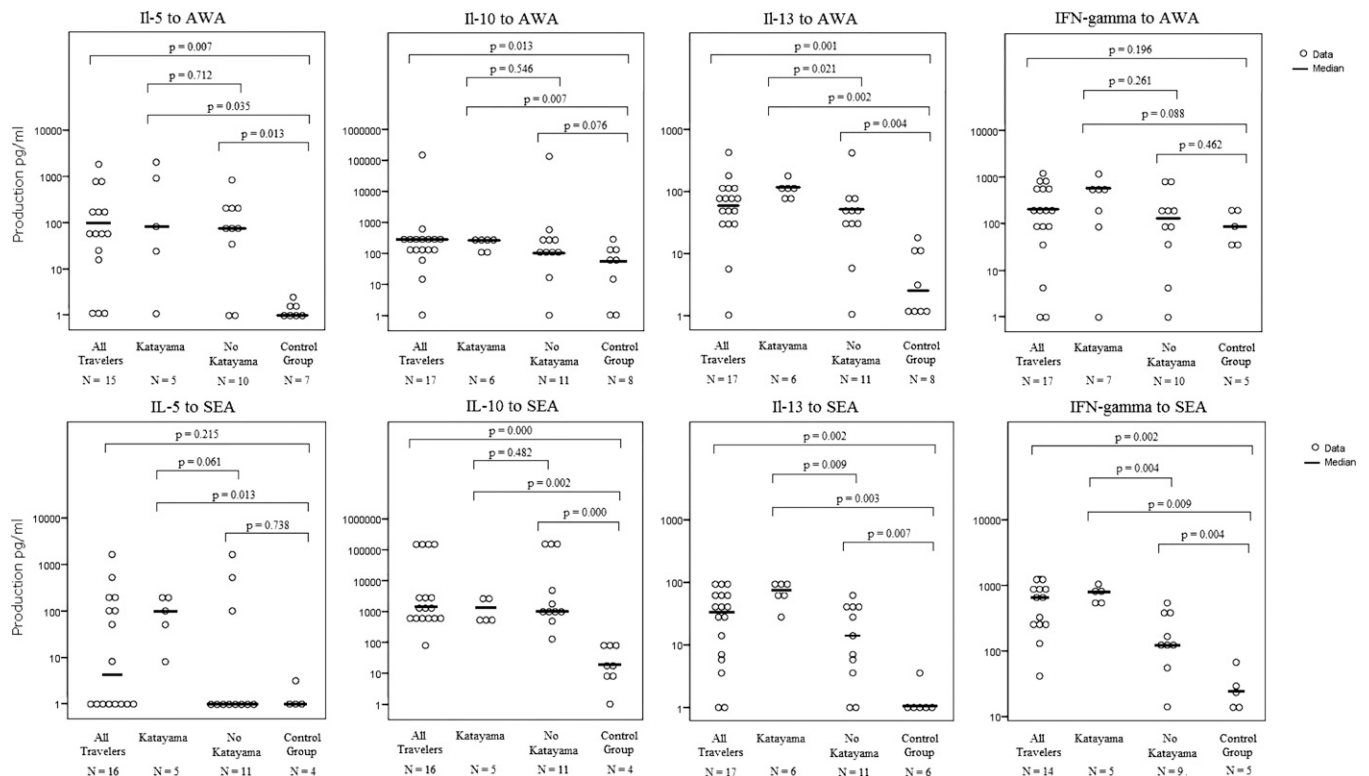 Il-5 to AWA
p = 0.007
p = 0.712
p = 0.035
p = 0.013
Production pg/ml
10000
1000
100
10
1
All Travelers
Katayama
No Katayama
Control Group
N = 15
N = 5
N = 10
N = 7
Il-10 to AWA
p = 0.013
p = 0.546
p = 0.007
p = 0.076
1000000
100000
10000
1000
100
10
1
All Travelers
Katayama
No Katayama
Control Group
N = 17
N = 6
N = 11
N = 8
Il-13 to AWA
p = 0.001
p = 0.021
p = 0.002
p = 0.004
1000
100
10
1
All Travelers
Katayama
No Katayama
Control Group
N = 17
N = 6
N = 11
N = 8
IFN-gamma to AWA
p = 0.196
p = 0.261
p = 0.088
p = 0.462
10000
1000
100
10
1
All Travelers
Katayama
No Katayama
Control Group
N = 17
N = 7
N = 10
N = 5
Data
Median
IL-5 to SEA
p = 0.215
p = 0.061
p = 0.013
p = 0.738
Production pg/ml
10000
1000
100
10
1
All Travelers
Katayama
No Katayama
Control Group
N = 16
N = 5
N = 11
N = 4
IL-10 to SEA
p = 0.000
p = 0.482
p = 0.002
p = 0.000
1000000
100000
10000
1000
100
10
1
All Travelers
Katayama
No Katayama
Control Group
N = 16
N = 5
N = 11
N = 4
Il-13 to SEA
p = 0.002
p = 0.009
p = 0.003
p = 0.007
1000
100
10
1
All Travelers
Katayama
No Katayama
Control Group
N = 17
N = 6
N = 11
N = 6
IFN-gamma to SEA
p = 0.002
p = 0.004
p = 0.009
p = 0.004
10000
1000
100
10
All Travelers
Katayama
No Katayama
Control Group
N = 14
N = 5
N = 9
N = 5
Data
Median